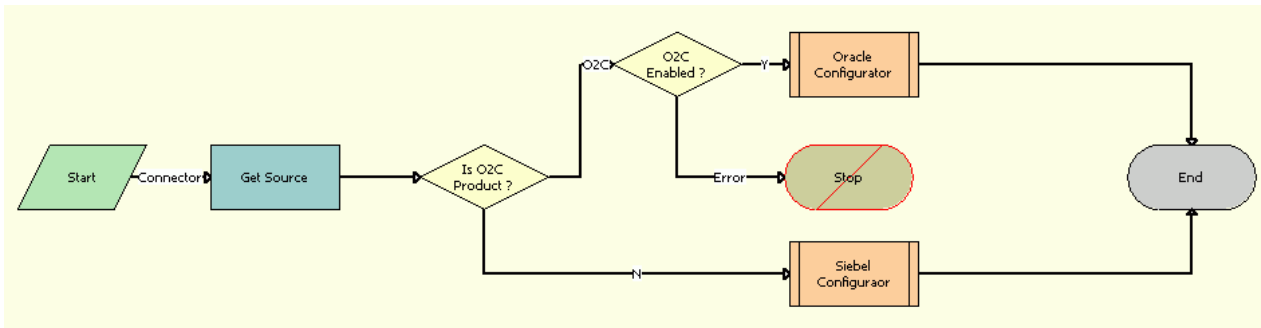 Start
Connector
Get Source
Is O2C
Product ?
O2C
O2C
Enabled ?
Y
Oracle
Configurator
Error
Stop
N
Siebel
Configuraor
End